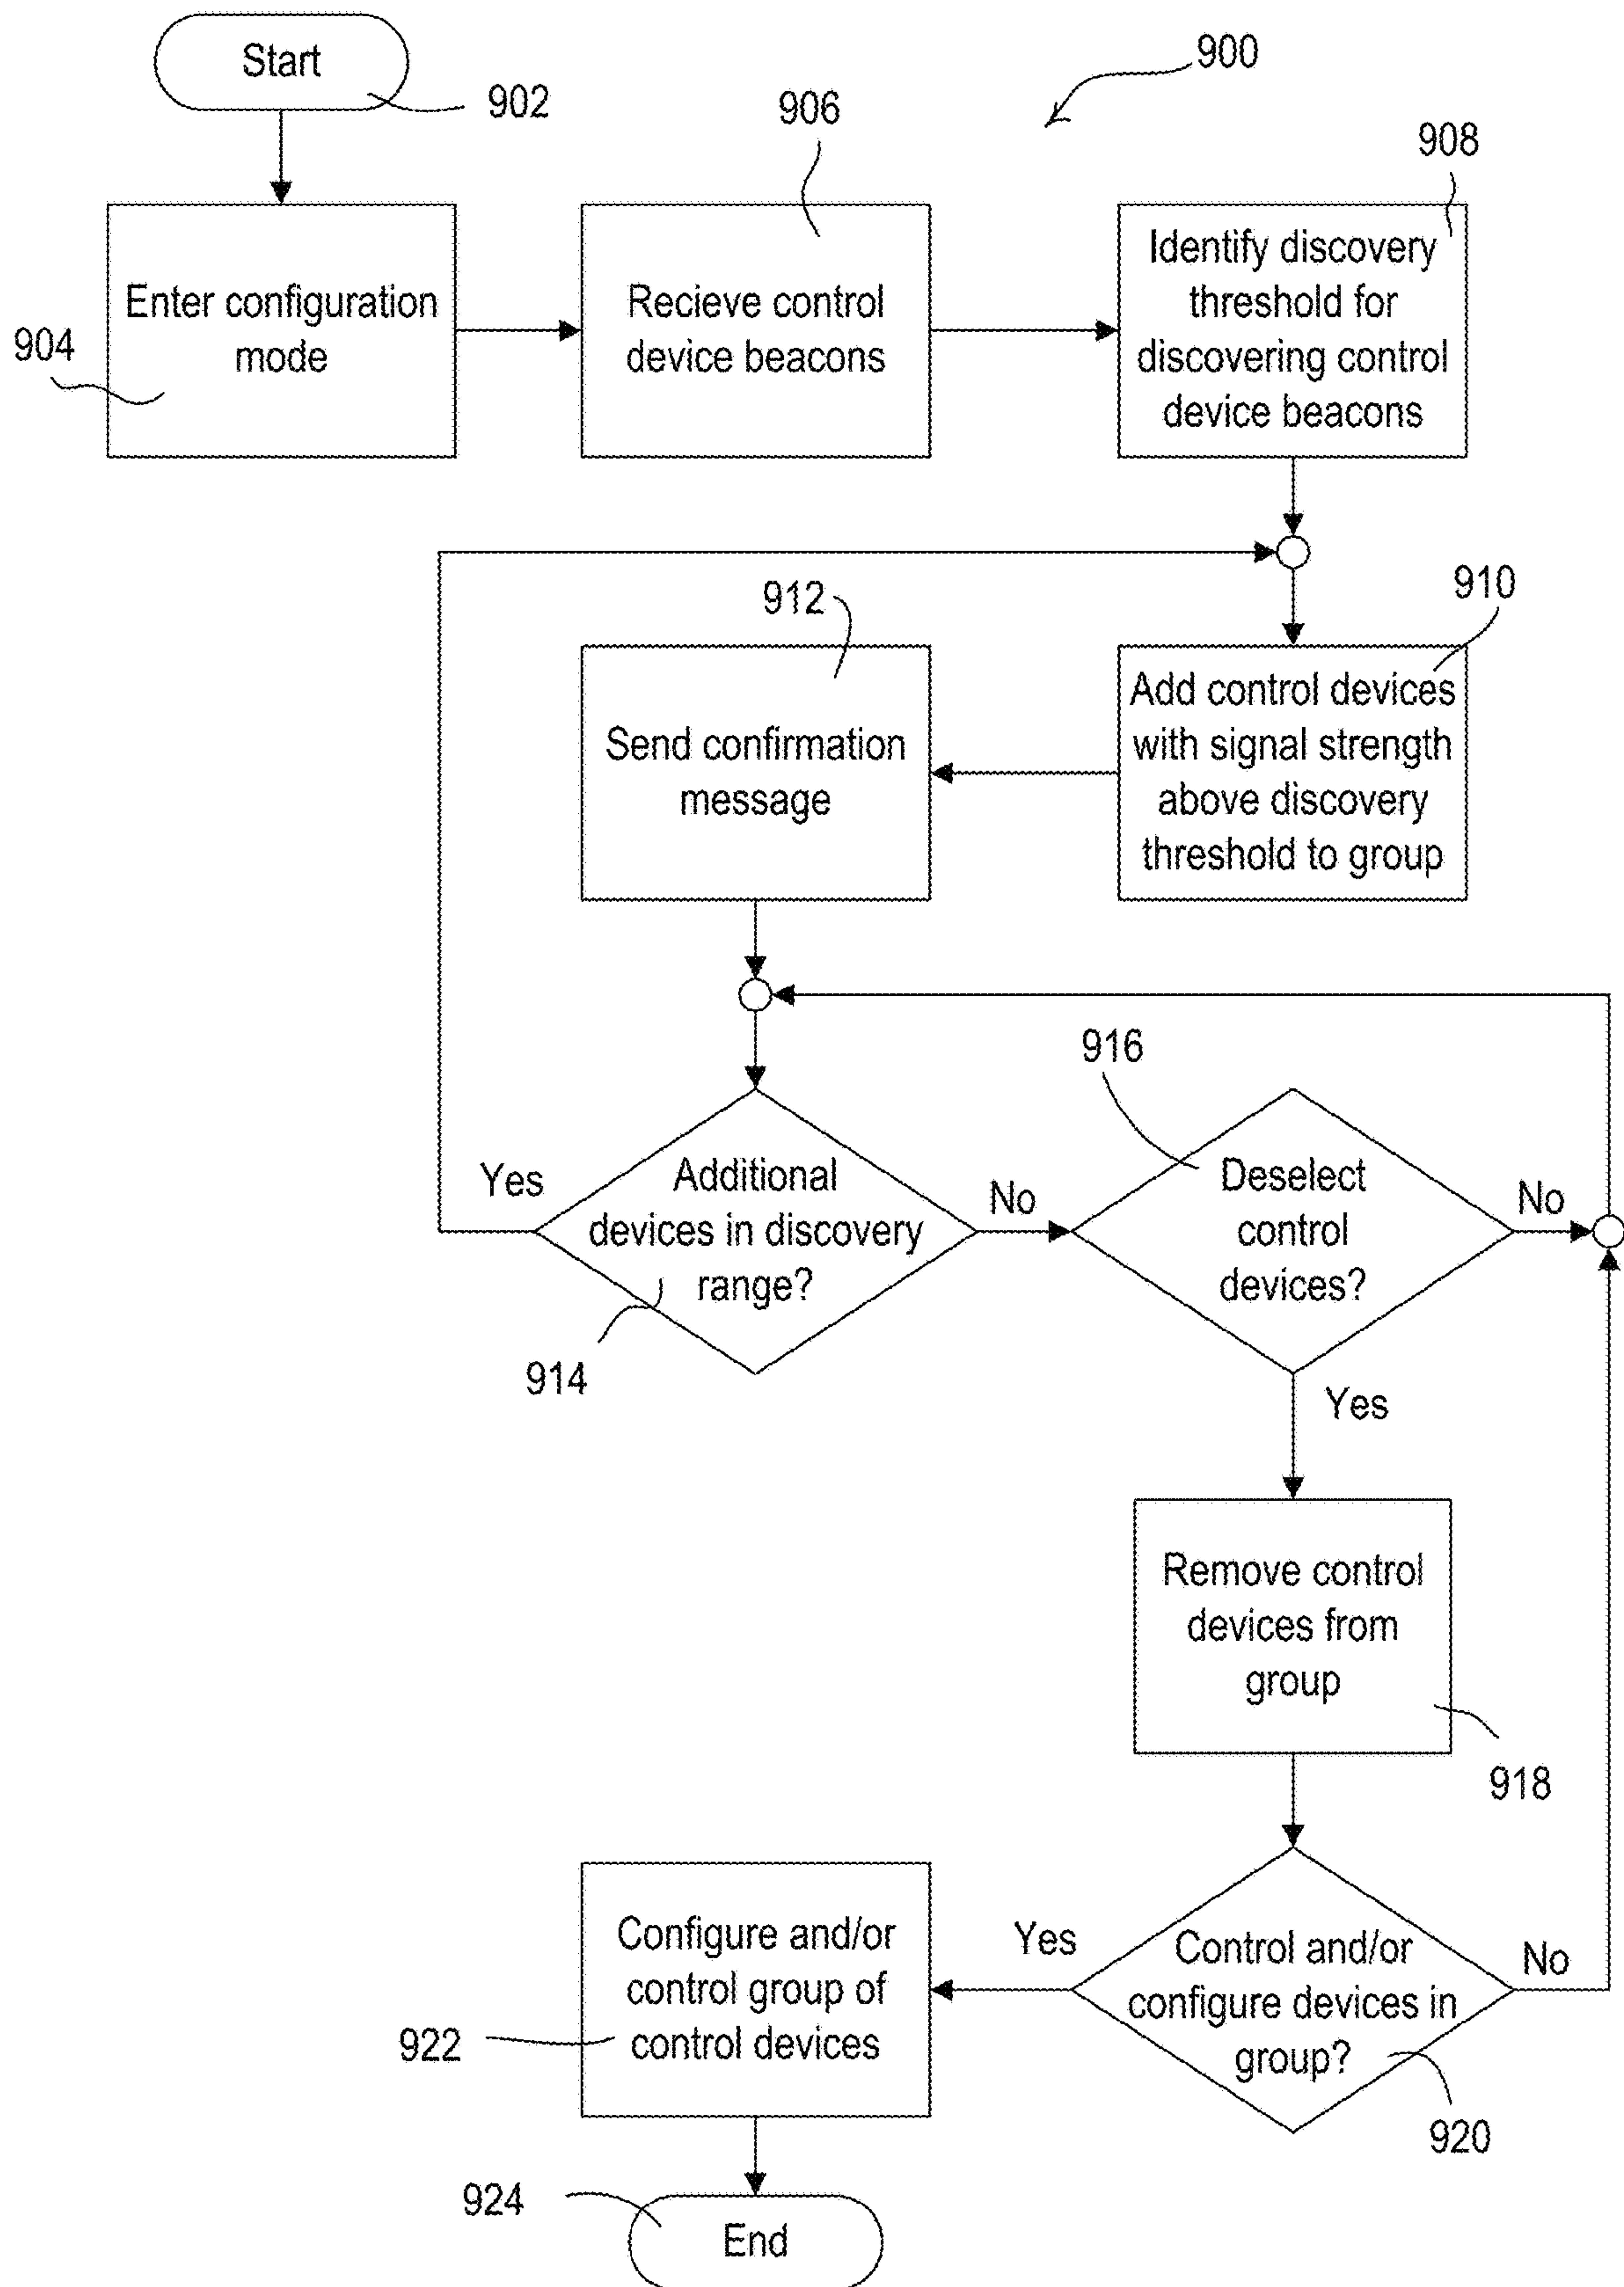 Start
902
900
906
908
904
Enter configuration
mode
Recieve control
device beacons
Identify discovery
threshold for
discovering control
device beacons
912
910
Send confirmation
message
Add control devices
with signal strength
above discovery
threshold to group
916
Yes
Additional
devices in discovery
range?
914
No
Deselect
control
devices?
No
Yes
Remove control
devices from
group
918
Configure and/or
control group of
control devices
922
Yes
Control and/or
configure devices in
group?
No
920
924
End